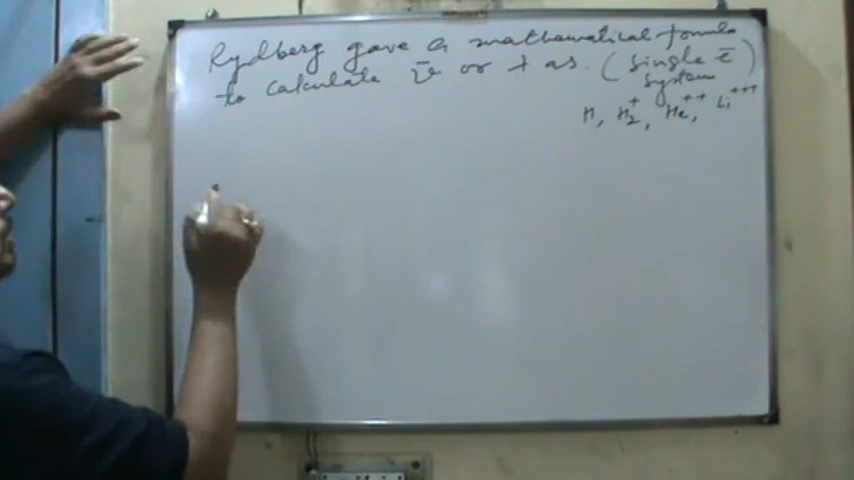 Rydberg gave a mathematical formula
to calculate ν̄ or λ as. ( single ē )
system
H, H₂⁺, He⁺⁺, Li⁺⁺⁺